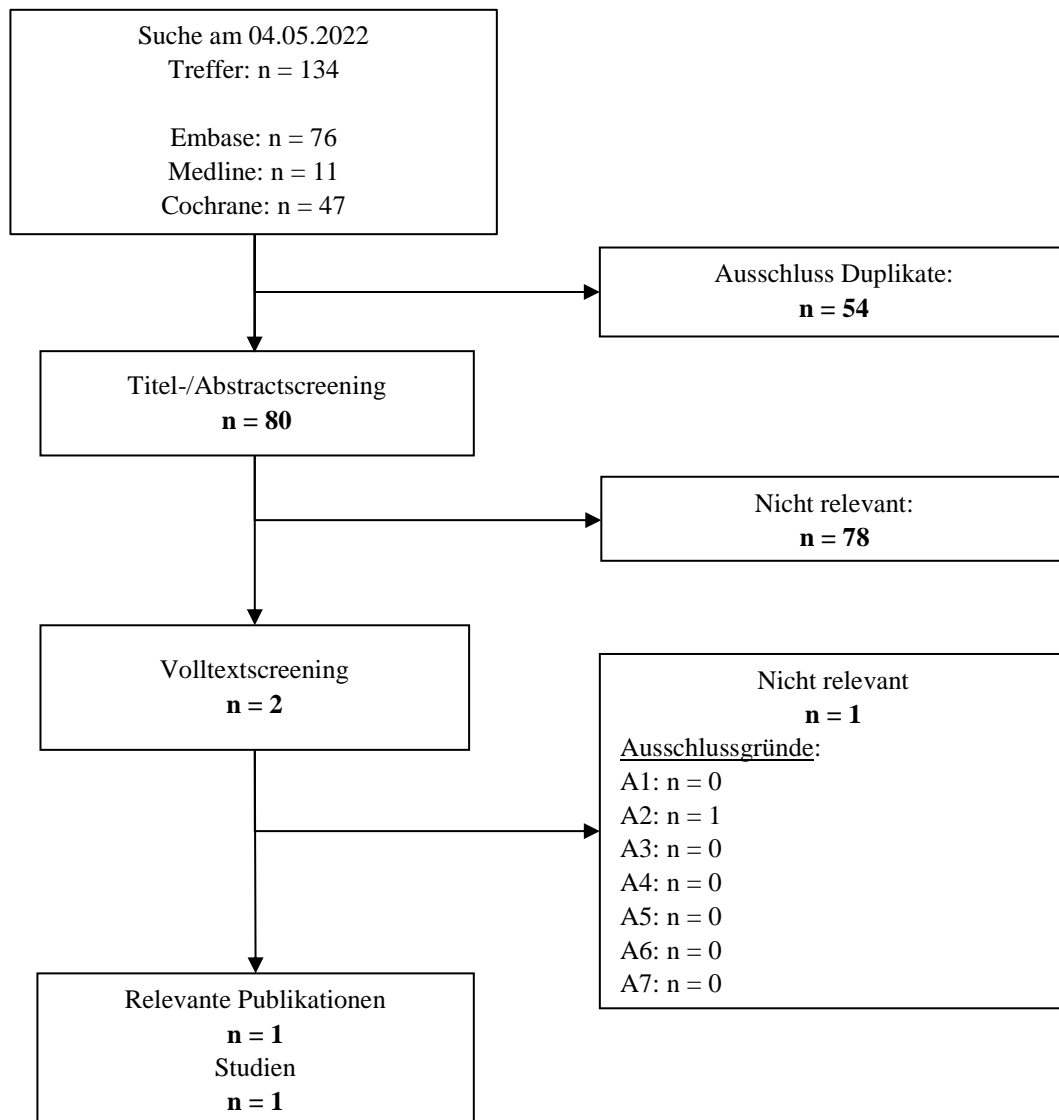 Suche am 04.05.2022
Treffer: n = 134
Embase: n = 76
Medline: n = 11
Cochrane: n = 47
Ausschluss Duplikate:
n = 54
Titel-/Abstractscreening
n = 80
Nicht relevant:
n = 78
Volltextscreening
n = 2
Nicht relevant
n = 1
Ausschlussgründe:
A1: n = 0
A2: n = 1
A3: n = 0
A4: n = 0
A5: n = 0
A6: n = 0
A7: n = 0
Relevante Publikationen
n = 1
Studien
n = 1